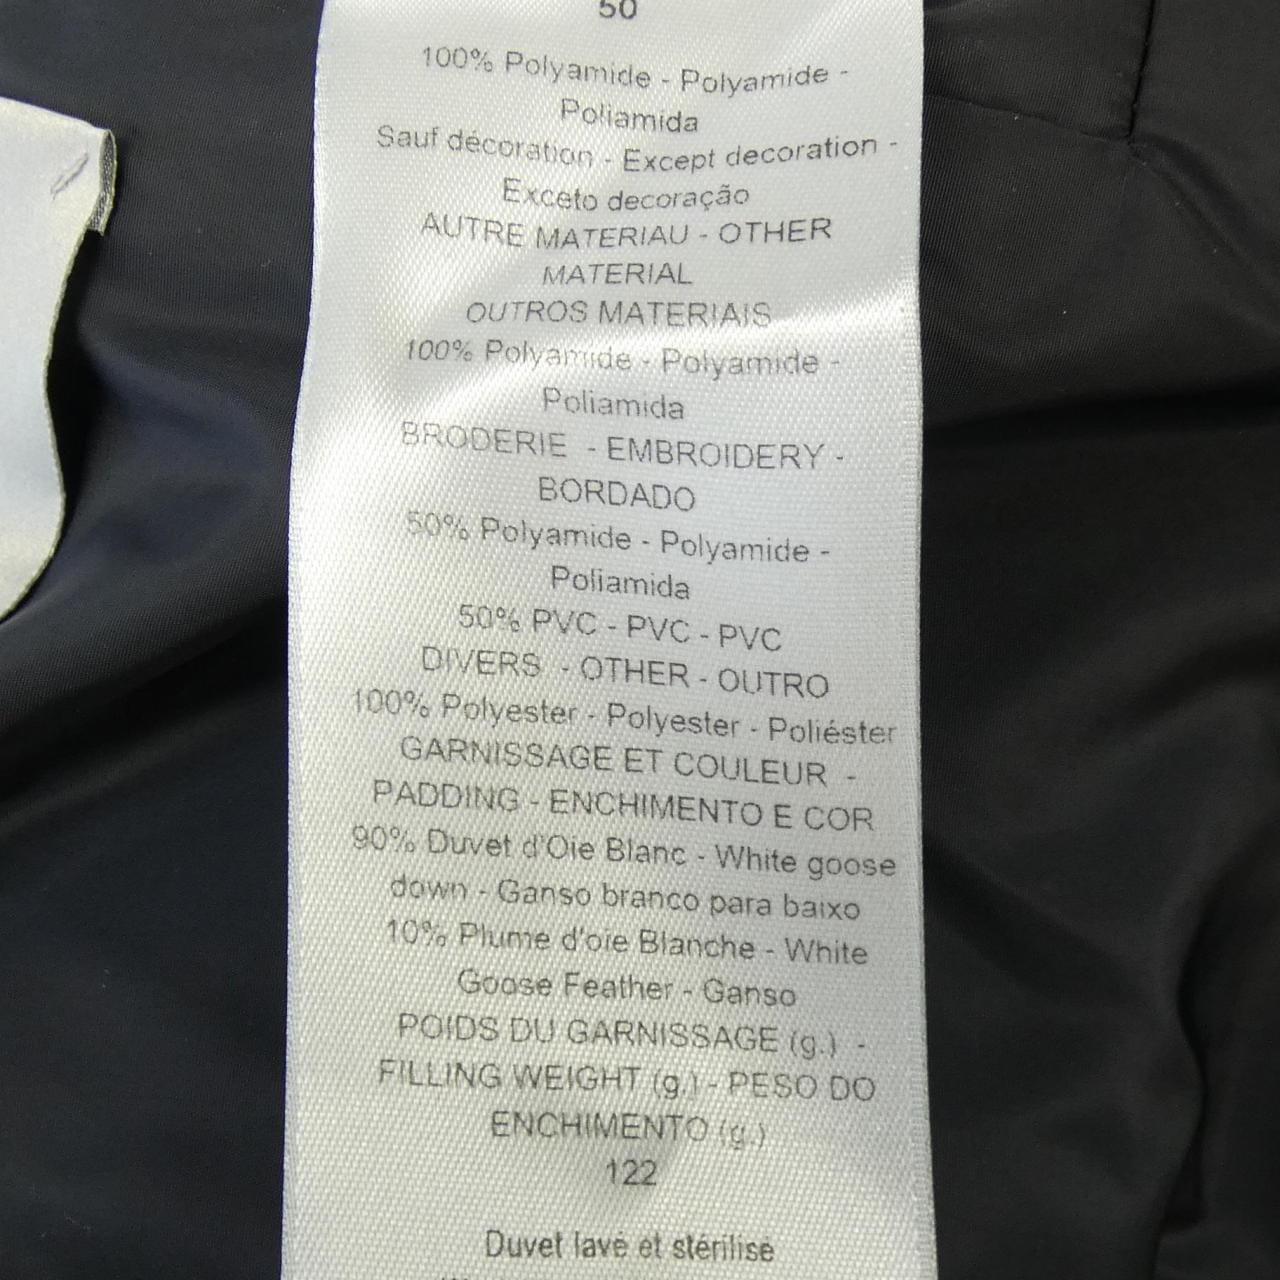 50
100% Polyamide - Polyamide -
Poliamida
Sauf décoration - Except decoration -
Exceto decoração
AUTRE MATERIAU - OTHER
MATERIAL
OUTROS MATERIAIS
100% Polyamide - Polyamide -
Poliamida
BRODERIE - EMBROIDERY -
BORDADO
50% Polyamide - Polyamide -
Poliamida
50% PVC - PVC - PVC
DIVERS - OTHER - OUTRO
100% Polyester - Polyester - Poliéster
GARNISSAGE ET COULEUR -
PADDING - ENCHIMENTO E COR
90% Duvet d'Oie Blanc - White goose
down - Ganso branco para baixo
10% Plume d'oie Blanche - White
Goose Feather - Ganso
POIDS DU GARNISSAGE (g.) -
FILLING WEIGHT (g.) - PESO DO
ENCHIMENTO (g.)
122
Duvet lavé et stérilisé